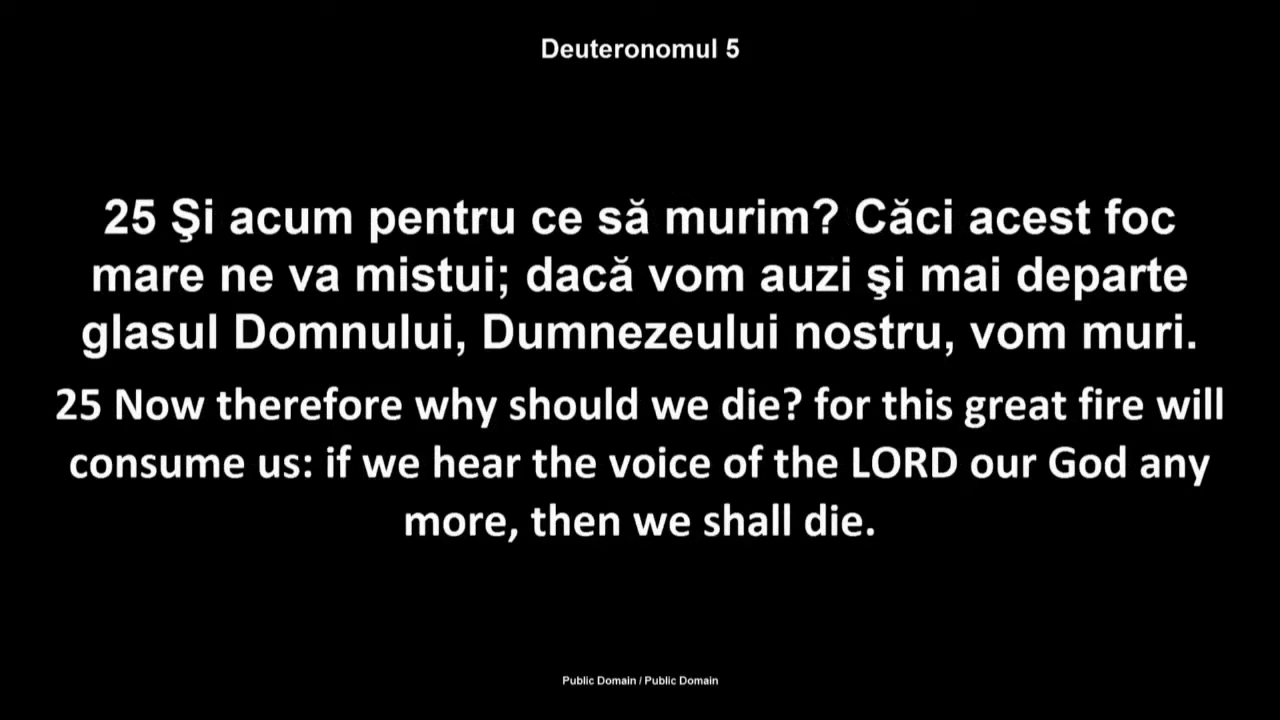 Deuteronomul 5
25 Şi acum pentru ce să murim? Căci acest foc
mare ne va mistui; dacă vom auzi şi mai departe
glasul Domnului, Dumnezeului nostru, vom muri.
25 Now therefore why should we die? for this great fire will
consume us: if we hear the voice of the LORD our God any
more, then we shall die.
Public Domain / Public Domain